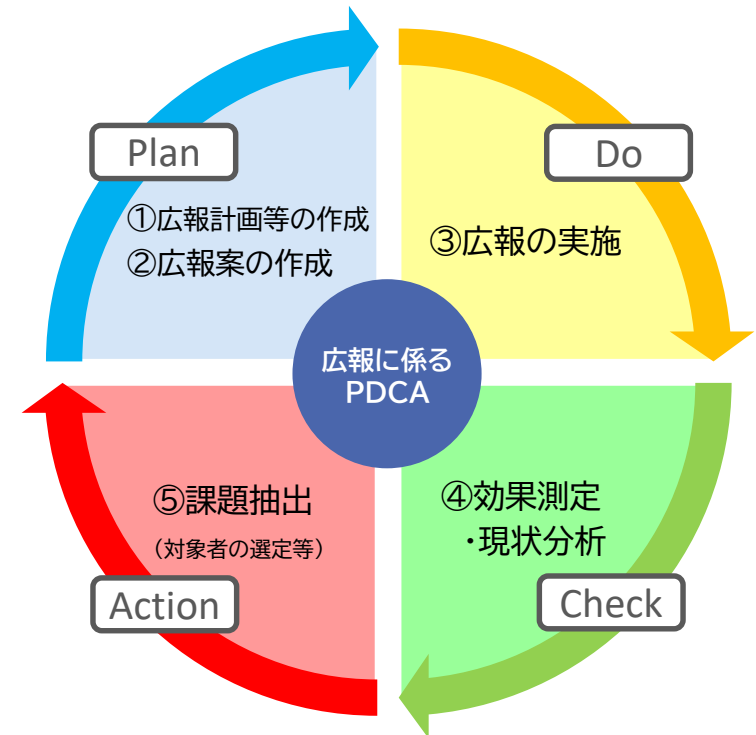 Plan
①広報計画等の作成
②広報案の作成
Do
③広報の実施
広報に係る
PDCA
⑤課題抽出
（対象者の選定等）
Action
④効果測定
・現状分析
Check